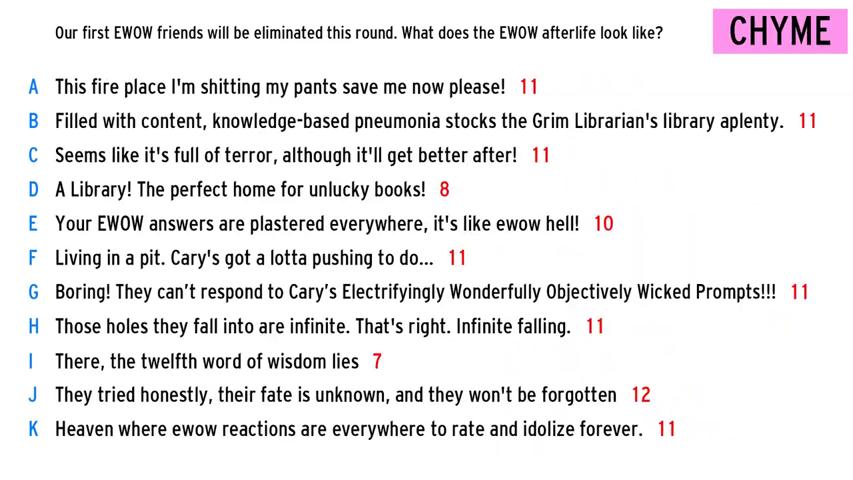 Our first EWOW friends will be eliminated this round. What does the EWOW afterlife look like?
CHYME
A This fire place I'm shitting my pants save me now please! 11
B Filled with content, knowledge-based pneumonia stocks the Grim Librarian's library aplenty. 11
C Seems like it's full of terror, although it'll get better after! 11
D A Library! The perfect home for unlucky books! 8
E Your EWOW answers are plastered everywhere, it's like ewow hell! 10
F Living in a pit. Cary's got a lotta pushing to do... 11
G Boring! They can’t respond to Cary’s Electrifyingly Wonderfully Objectively Wicked Prompts!!! 11
H Those holes they fall into are infinite. That's right. Infinite falling. 11
I There, the twelfth word of wisdom lies 7
J They tried honestly, their fate is unknown, and they won't be forgotten 12
K Heaven where ewow reactions are everywhere to rate and idolize forever. 11